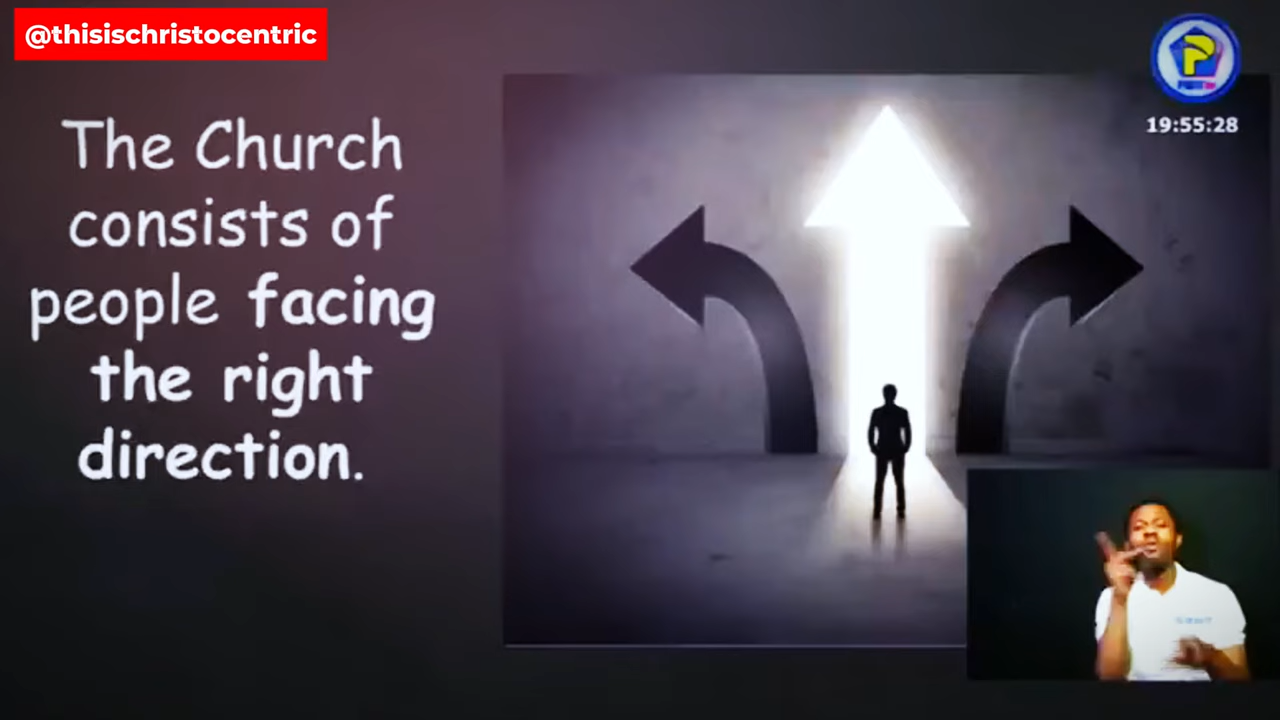 @thisischristocentric
19:55:28
The Church
consists of
people facing
the right
direction.